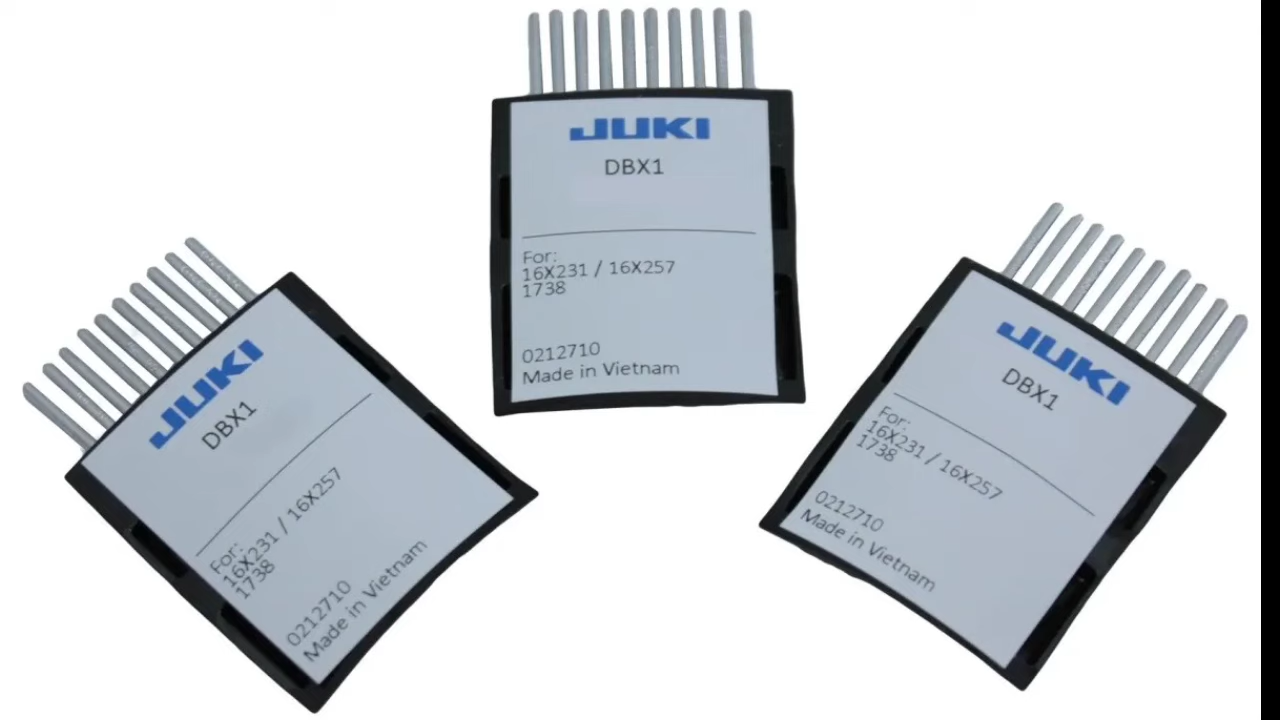 JUKI
DBX1
For:
16X231 / 16X257
1738
0212710
Made in Vietnam
JUKI
DBX1
For:
16X231 / 16X257
1738
0212710
Made in Vietnam
JUKI
DBX1
For:
16X231 / 16X257
1738
0212710
Made in Vietnam